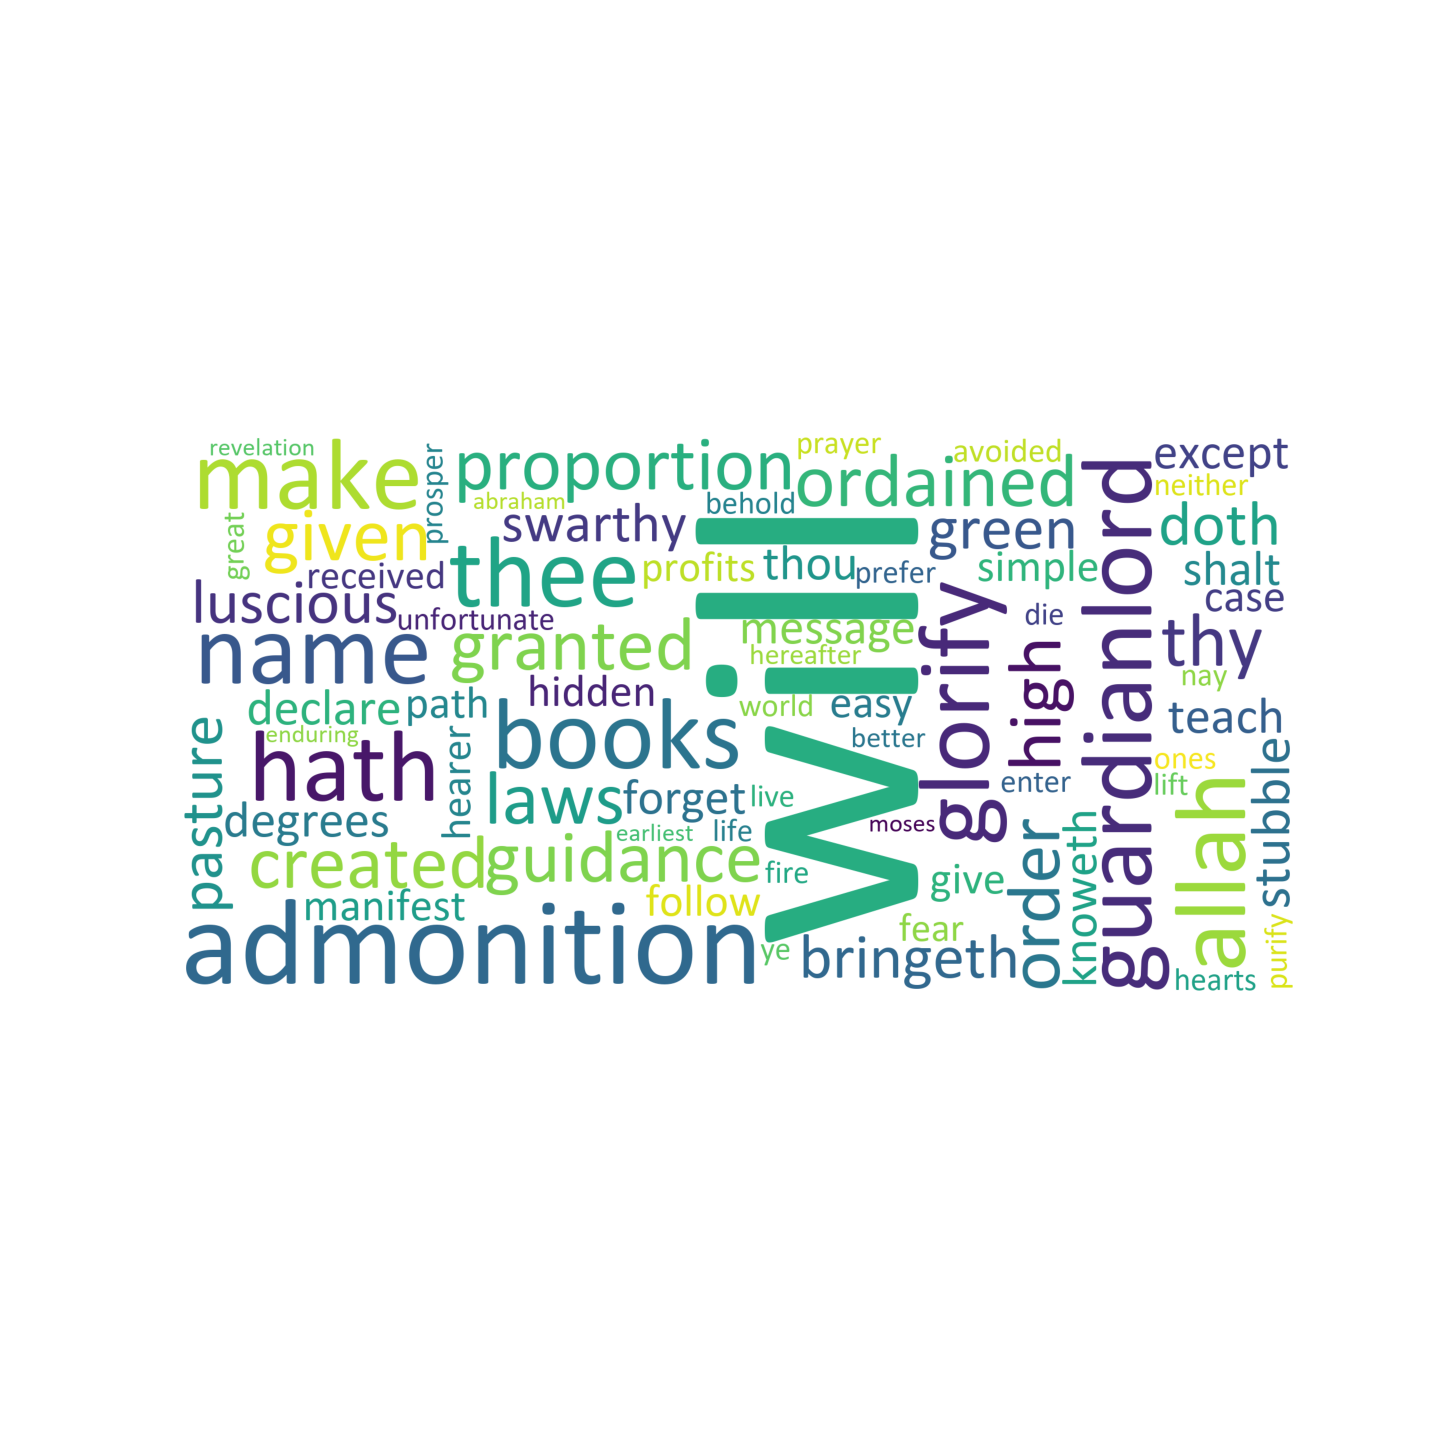 revelation
make
prosper
proportion
prayer
avoided
except
abraham
ordained
neither
great
given
swarthy
behold
green
doth
received
thee
profits
thou
prefer
simple
shalt
luscious
unfortunate
case
name
granted
message
hereafter
die
thy
will
glorify
high
guardianlord
nay
hidden
declare
path
world
easy
teach
enduring
books
better
pasture
hath
hearer
enter
ones
lift
stubble
laws
forget
live
degrees
earliest
life
moses
created
guidance
fire
give
order
knoweth
allah
manifest
follow
fear
purify
admonition
ye
bringeth
hearts